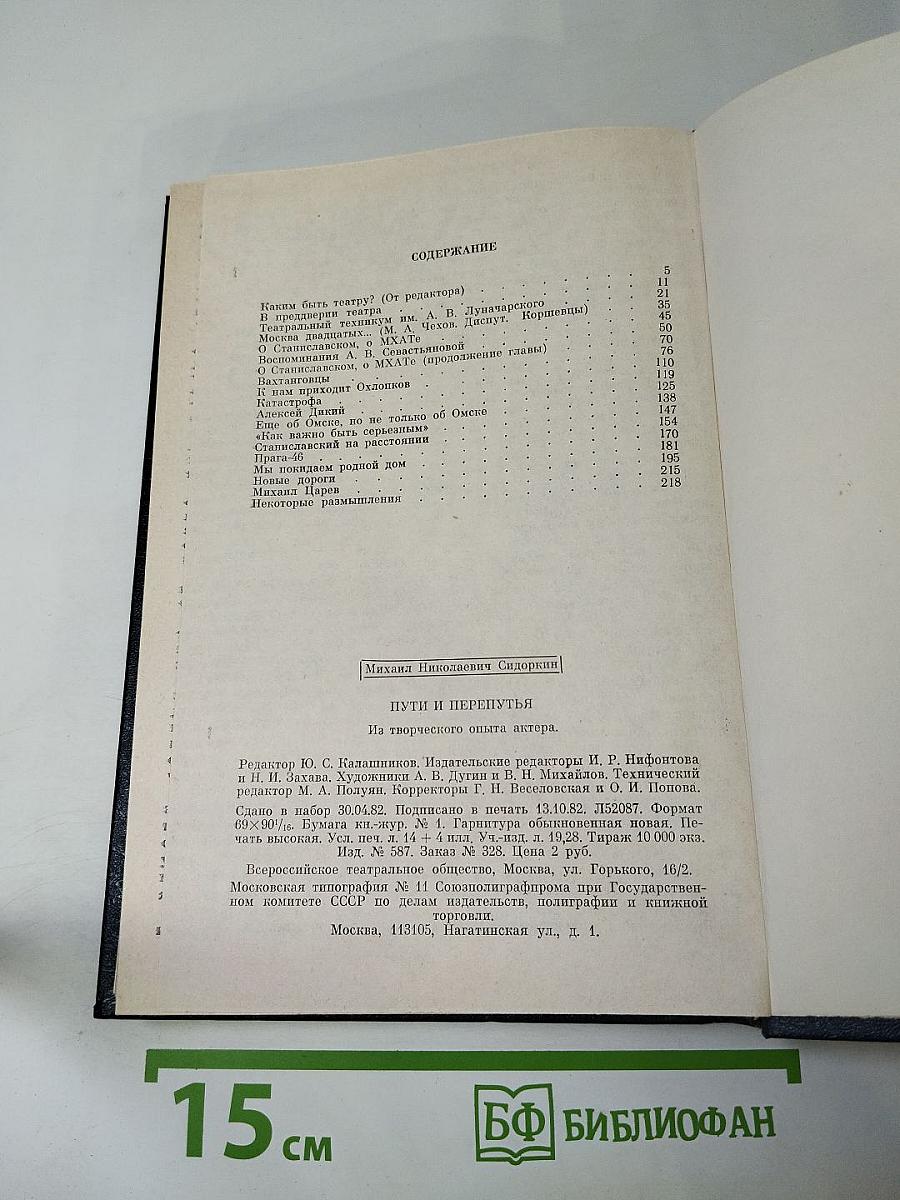 СОДЕРЖАНИЕ
Каким быть театру? (От редактора) . . . . . . . 5
В преддверии театра . . . . . . . 11
Театральный техникум им. А. В. Луначарского . . . 21
Москва двадцатых... (М. А. Чехов. Диспут. Коршевцы) . . 35
О Станиславском, о МХАТе . . . . . . . 45
Воспоминания А. В. Севастьяновой . . . . . . . 50
О Станиславском, о МХАТе (продолжение главы) . . . 70
Вахтанговцы . . . . . . . 76
К нам приходит Охлопков . . . . . . . 110
Катастрофа . . . . . . . 119
Алексей Дикий . . . . . . . 125
Еще об Омске, но не только об Омске . . . . . . . 138
«Как важно быть серьезным» . . . . . . . 147
Станиславский на расстоянии . . . . . . . 154
Прага-46 . . . . . . . 170
Мы покидаем родной дом . . . . . . . 181
Новые дороги . . . . . . . 195
Михаил Царев . . . . . . . 215
Некоторые размышления . . . . . . . 218
Михаил Николаевич Сидоркин
ПУТИ И ПЕРЕПУТЬЯ
Из творческого опыта актера.
Редактор Ю. С. Калашников. Издательские редакторы И. Р. Нифонтова
и Н. И. Захава. Художники А. В. Дугин и В. Н. Михайлов. Технический
редактор М. А. Полуян. Корректоры Г. Н. Веселовская и О. И. Попова.
Сдано в набор 30.04.82. Подписано в печать 13.10.82. Л52087. Формат
69×90¹/₁₆. Бумага кн.-жур. № 1. Гарнитура обыкновенная новая. Пе-
чать высокая. Усл. печ. л. 14 + 4 илл. Уч.-изд. л. 19,28. Тираж 10 000 экз.
Изд. № 587. Заказ № 328. Цена 2 руб.
Всероссийское театральное общество, Москва, ул. Горького, 16/2.
Московская типография № 11 Союзполиграфпрома при Государствен-
ном комитете СССР по делам издательств, полиграфии и книжной
торговли.
Москва, 113105, Нагатинская ул., д. 1.
15 см
БФ БИБЛИОФАН